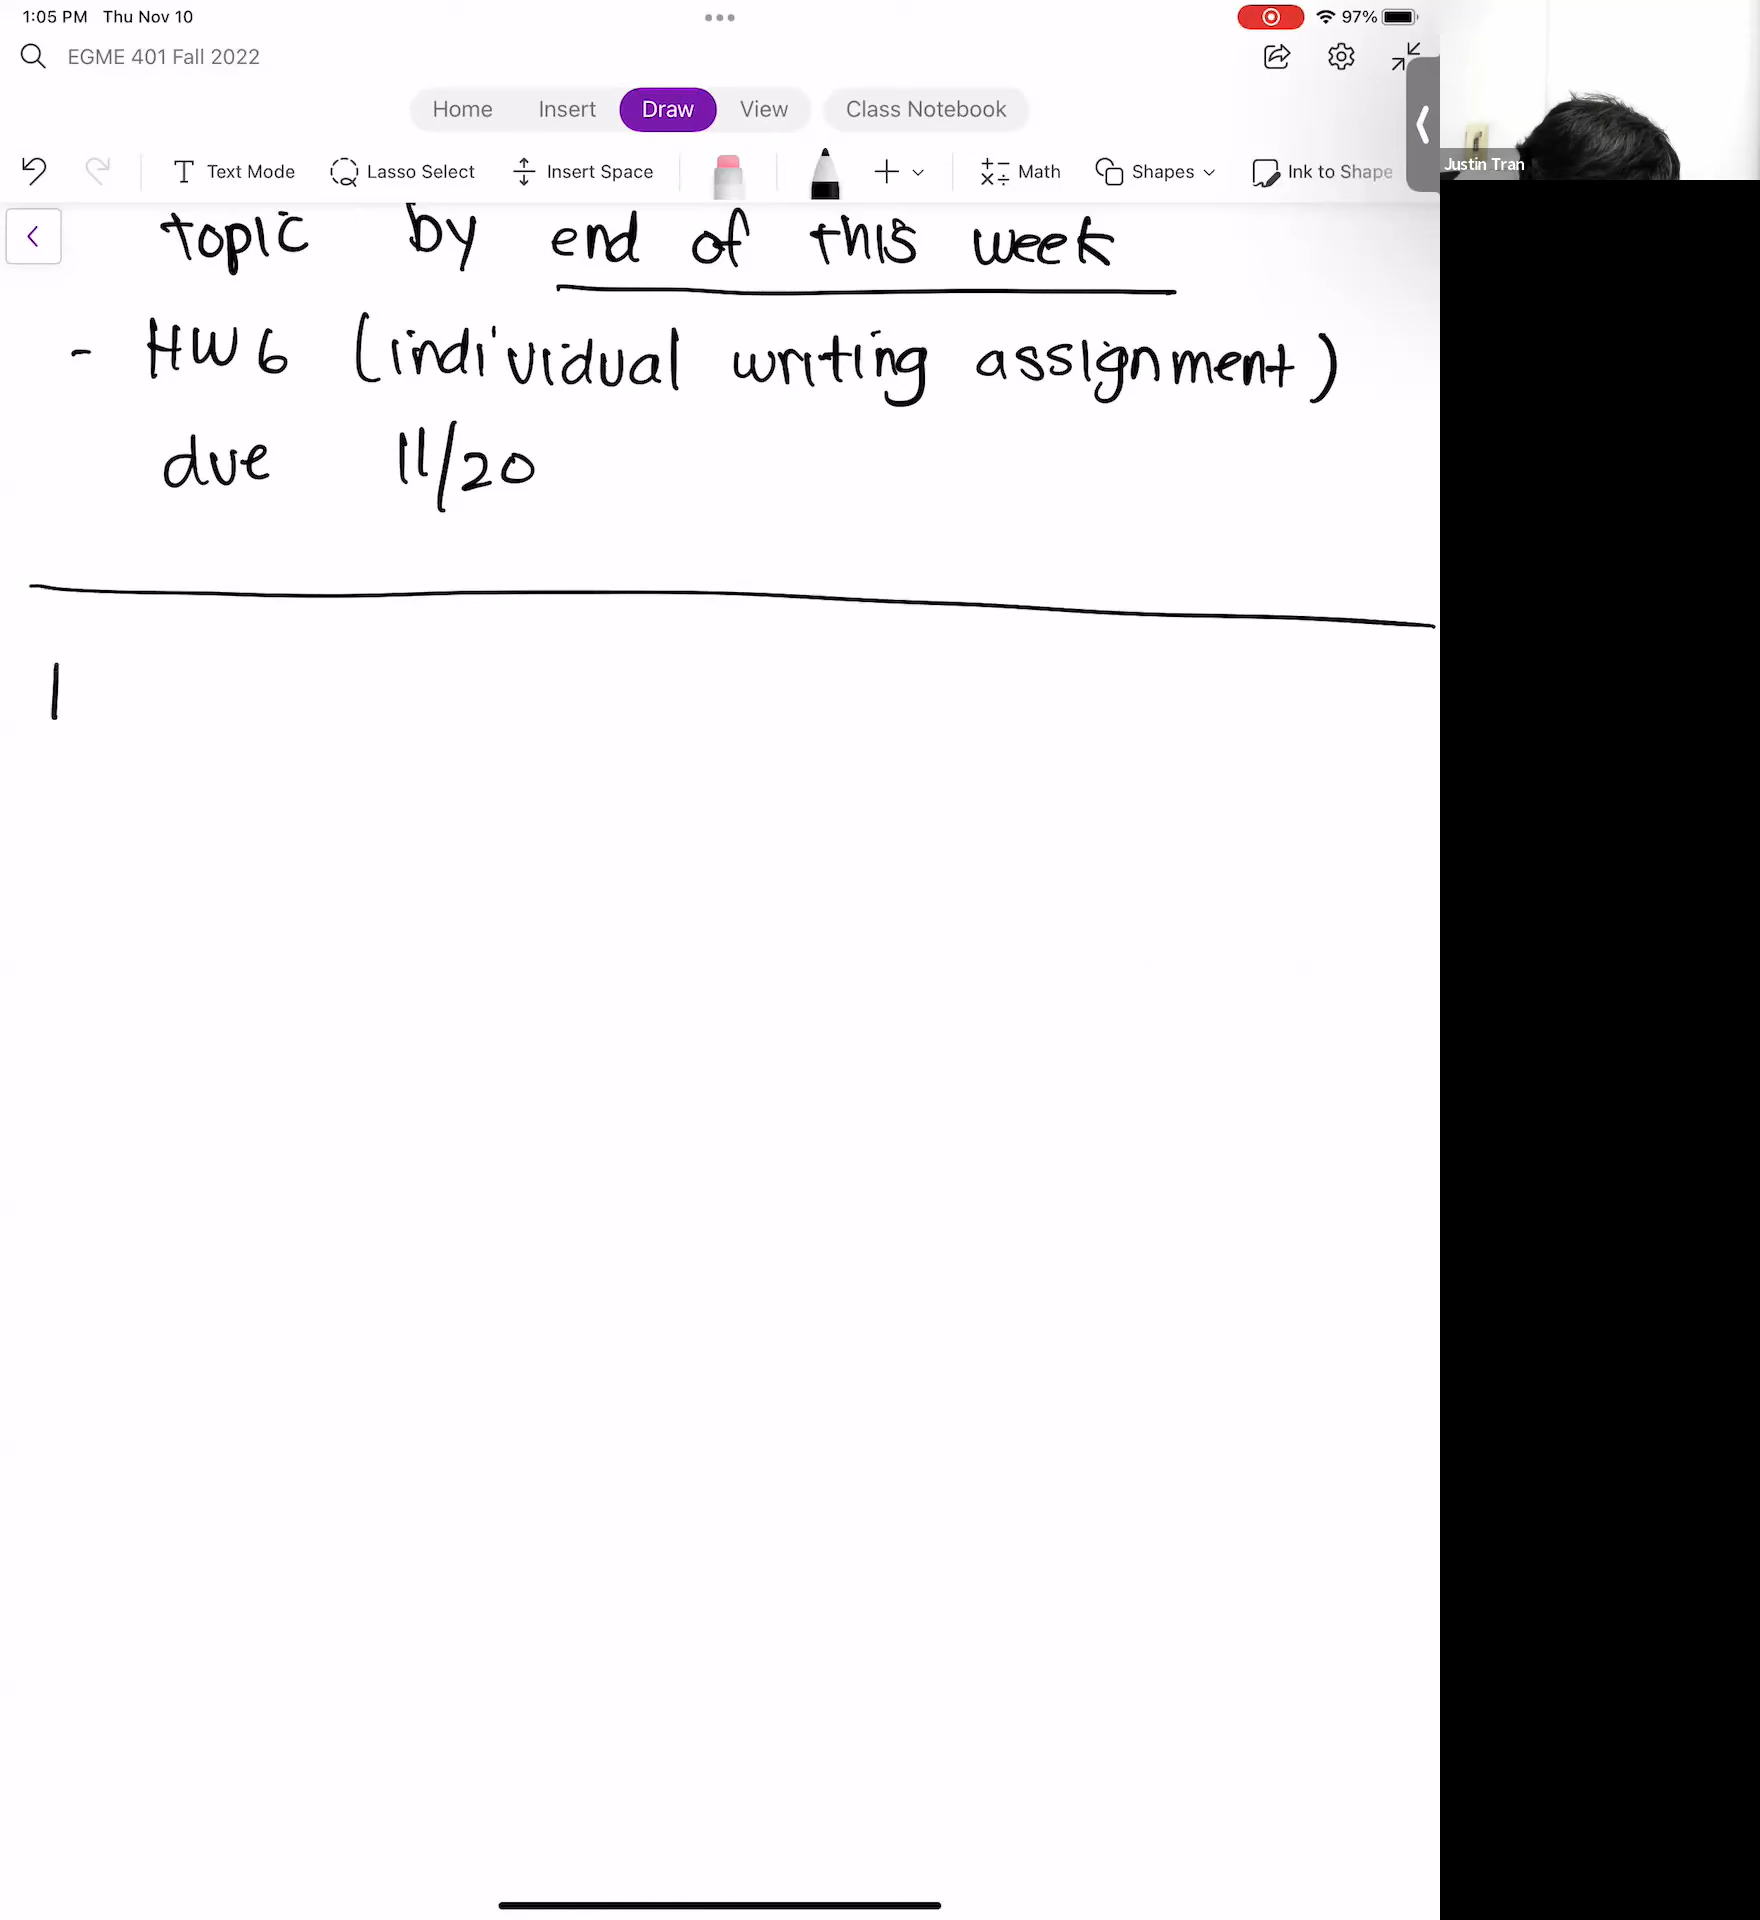 1:05 PM Thu Nov 10
97%
EGME 401 Fall 2022
Home Insert Draw View Class Notebook
Text Mode Lasso Select Insert Space Math Shapes Ink to Shape
Justin Tran
topic by end of this week
- HW6 (individual writing assignment)
due 11/20